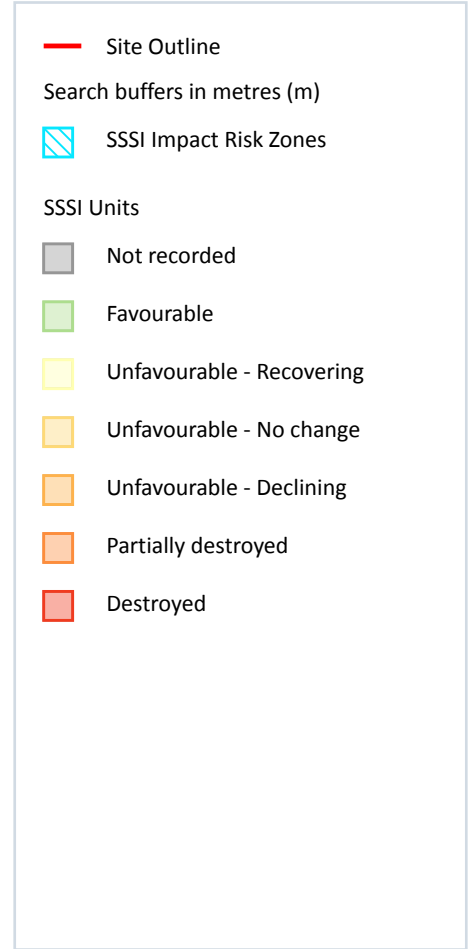 Site Outline
Search buffers in metres (m)
SSSI Impact Risk Zones
SSSI Units
Not recorded
Favourable
Unfavourable - Recovering
Unfavourable - No change
Unfavourable - Declining
Partially destroyed
Destroyed